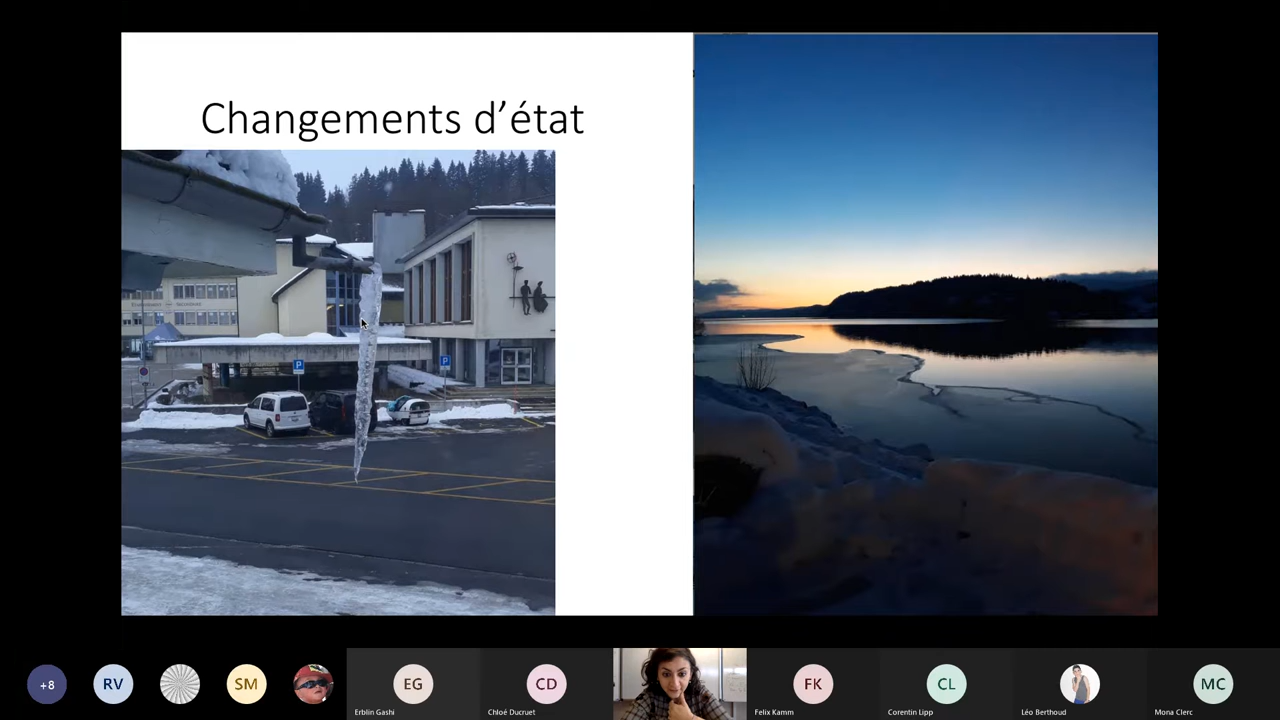 Changements d'état
P
P
+8
RV
SM
EG
Erblin Gashi
CD
Chloé Ducruet
FK
Felix Kamm
CL
Corentin Lipp
Léo Berthoud
MC
Mona Clerc